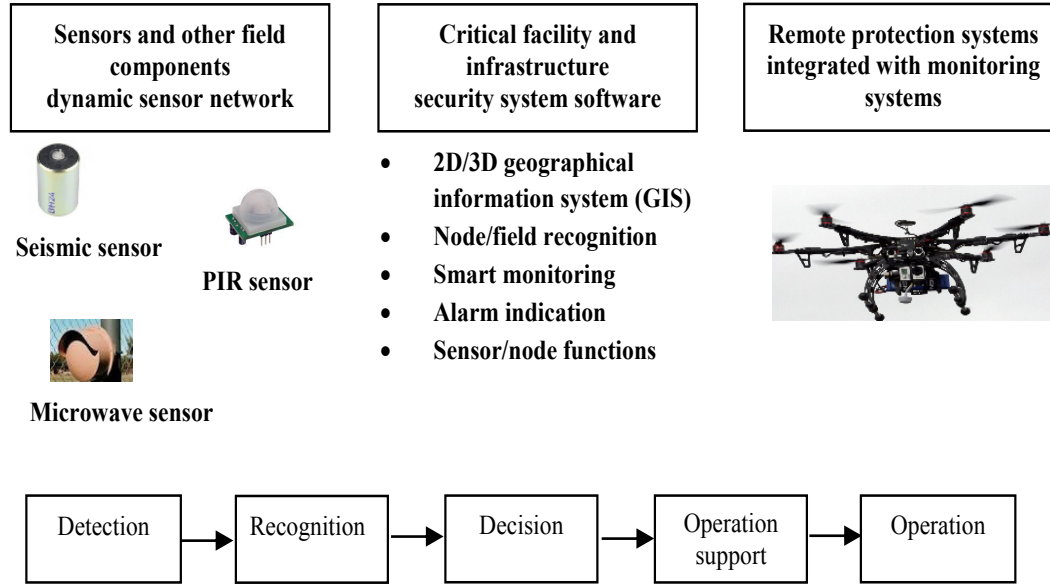 Sensors and other field
components
dynamic sensor network
Critical facility and
infrastructure
security system software
Remote protection systems
integrated with monitoring
systems
Seismic sensor
PIR sensor
Microwave sensor
• 2D/3D geographical
information system (GIS)
• Node/field recognition
• Smart monitoring
• Alarm indication
• Sensor/node functions
Detection
Recognition
Decision
Operation
support
Operation